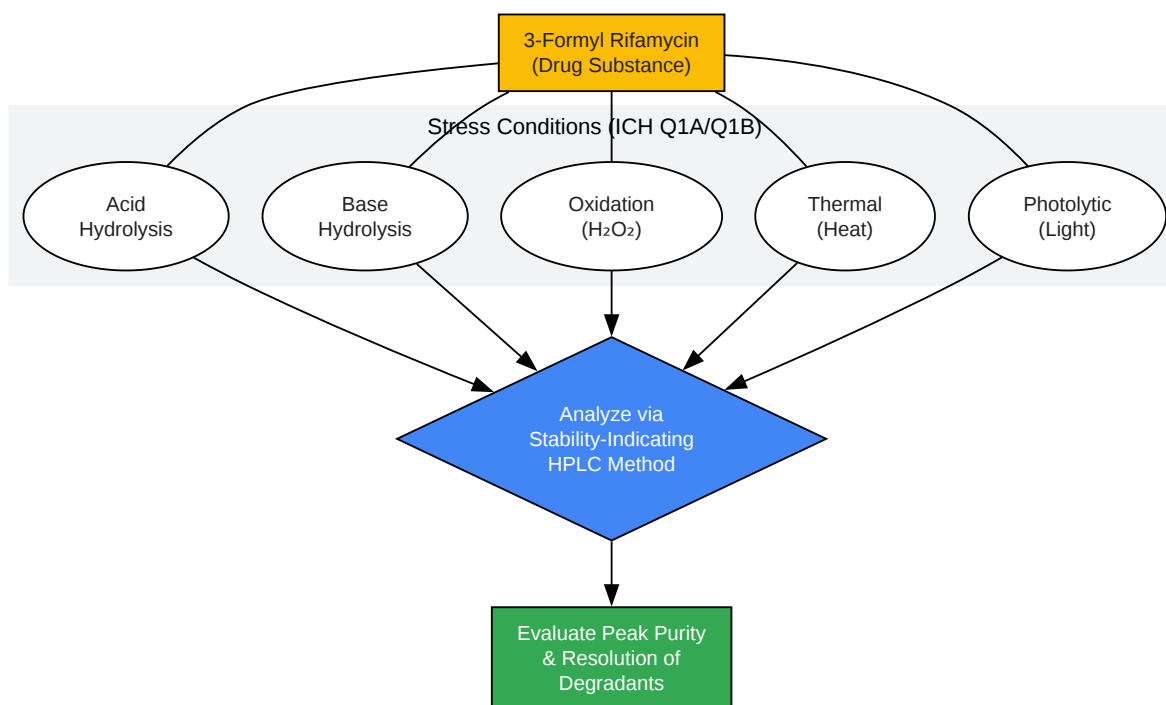 3-Formyl Rifamycin
(Drug Substance)
Stress Conditions (ICH Q1A/Q1B)
Acid
Hydrolysis
Base
Hydrolysis
Oxidation
(H₂O₂)
Thermal
(Heat)
Photolytic
(Light)
Analyze via
Stability-Indicating
HPLC Method
Evaluate Peak Purity
& Resolution of
Degradants